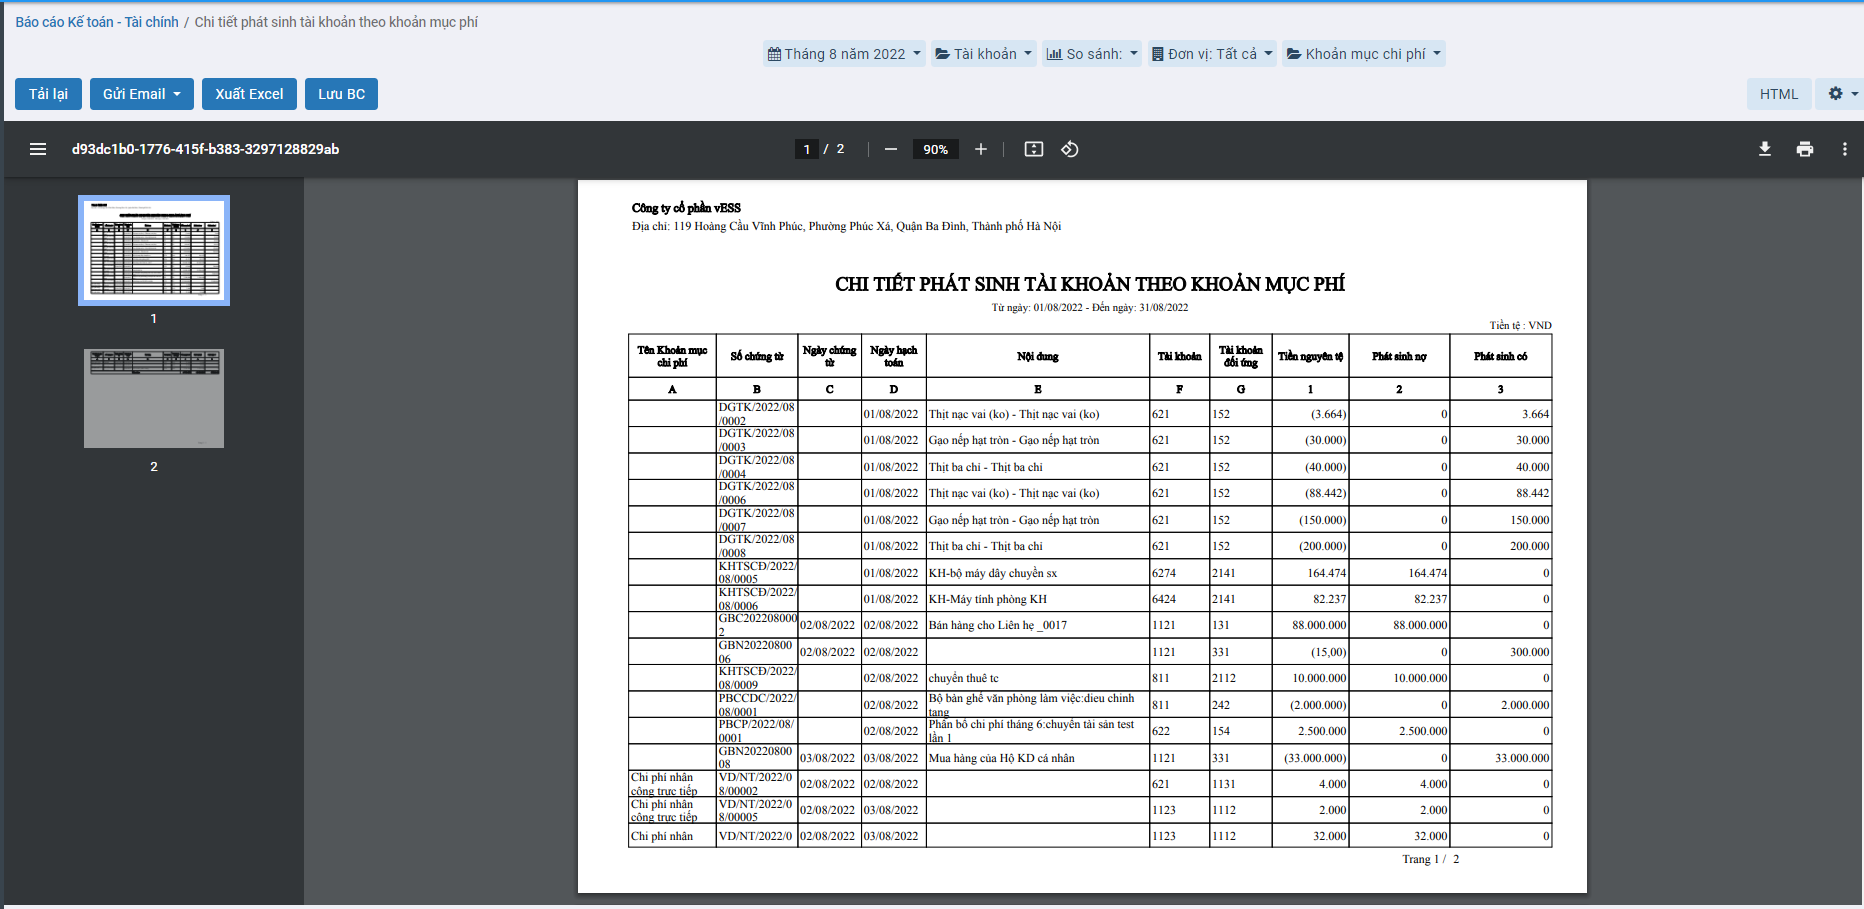 Báo cáo Kế toán - Tài chính / Chi tiết phát sinh tài khoản theo khoản mục phí
Tháng 8 năm 2022 Tài khoản So sánh: Đơn vị: Tất cả Khoản mục chi phí
Tải lại Gửi Email Xuất Excel Lưu BC HTML
d93dc1b0-1776-415f-b383-3297128829ab 1 / 2 90%
1
2
Công ty cổ phần vESS
Địa chỉ: 119 Hoàng Cầu Vĩnh Phúc, Phường Phúc Xá, Quận Ba Đình, Thành phố Hà Nội
CHI TIẾT PHÁT SINH TÀI KHOẢN THEO KHOẢN MỤC PHÍ
Từ ngày: 01/08/2022 - Đến ngày: 31/08/2022
Tiền tệ : VND
Tên Khoản mục chi phí Số chứng từ Ngày chứng từ Ngày hạch toán Nội dung Tài khoản Tài khoản đối ứng Tiền nguyên tệ Phát sinh nợ Phát sinh có
A B C D E F G 1 2 3
DGTK/2022/08/0002 01/08/2022 Thịt nạc vai (ko) - Thịt nạc vai (ko) 621 152 (3.664) 0 3.664
DGTK/2022/08/0003 01/08/2022 Gạo nếp hạt tròn - Gạo nếp hạt tròn 621 152 (30.000) 0 30.000
DGTK/2022/08/0004 01/08/2022 Thịt ba chỉ - Thịt ba chỉ 621 152 (40.000) 0 40.000
DGTK/2022/08/0006 01/08/2022 Thịt nạc vai (ko) - Thịt nạc vai (ko) 621 152 (88.442) 0 88.442
DGTK/2022/08/0007 01/08/2022 Gạo nếp hạt tròn - Gạo nếp hạt tròn 621 152 (150.000) 0 150.000
DGTK/2022/08/0008 01/08/2022 Thịt ba chỉ - Thịt ba chỉ 621 152 (200.000) 0 200.000
KHTSCĐ/2022/08/0005 01/08/2022 KH-bộ máy dây chuyền sx 6274 2141 164.474 164.474 0
KHTSCĐ/2022/08/0006 01/08/2022 KH-Máy tính phòng KH 6424 2141 82.237 82.237 0
GBC2022080002 02/08/2022 02/08/2022 Bán hàng cho Liên hẹ _0017 1121 131 88.000.000 88.000.000 0
GBN2022080006 02/08/2022 02/08/2022 1121 331 (15,00) 0 300.000
KHTSCĐ/2022/08/0009 02/08/2022 chuyển thuê tc 811 2112 10.000.000 10.000.000 0
PBCCDC/2022/08/0001 02/08/2022 Bộ bàn ghế văn phòng làm việc:dieu chinh tang 811 242 (2.000.000) 0 2.000.000
PBCP/2022/08/0001 02/08/2022 Phân bổ chi phí tháng 6:chuyển tài sản test lần 1 622 154 2.500.000 2.500.000 0
GBN2022080008 03/08/2022 03/08/2022 Mua hàng của Hộ KD cá nhân 1121 331 (33.000.000) 0 33.000.000
Chi phí nhân công trực tiếp VD/NT/2022/08/00002 02/08/2022 02/08/2022 621 1131 4.000 4.000 0
Chi phí nhân công trực tiếp VD/NT/2022/08/00005 02/08/2022 03/08/2022 1123 1112 2.000 2.000 0
Chi phí nhân VD/NT/2022/0 02/08/2022 03/08/2022 1123 1112 32.000 32.000 0
Trang 1 / 2